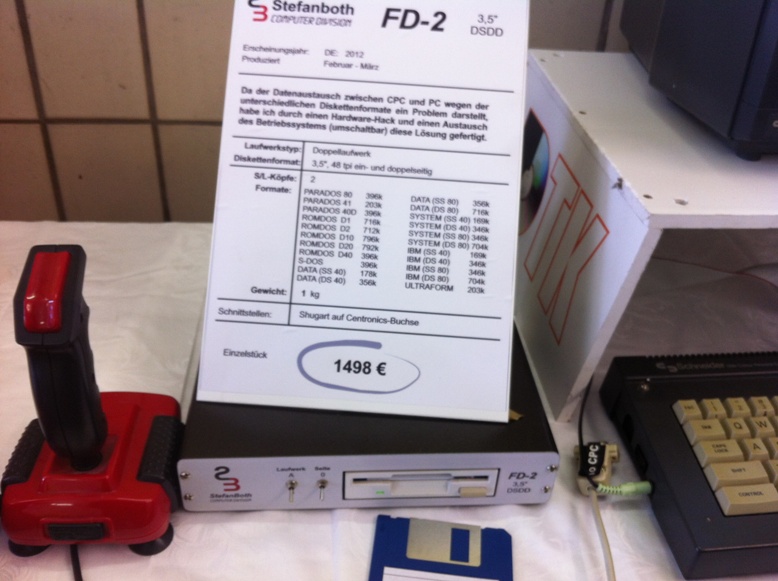 Stefanboth
COMPUTER DIVISION
FD-2
3,5"
DSDD
Erscheinungsjahr: DE: 2012
Produziert Februar - März
Da der Datenaustausch zwischen CPC und PC wegen der
unterschiedlichen Diskettenformate ein Problem darstellt,
habe ich durch einen Hardware-Hack und einen Austausch
des Betriebssystems (umschaltbar) diese Lösung gefertigt.
Laufwerkstyp: Doppellaufwerk
Diskettenformat: 3,5", 48 tpi ein- und doppelseitig
S/L-Köpfe: 2
Formate:
PARADOS 80 396k
PARADOS 41 203k
PARADOS 40D 396k
ROMDOS D1 716k
ROMDOS D2 712k
ROMDOS D10 796k
ROMDOS D20 792k
ROMDOS D40 396k
S-DOS 396k
DATA (SS 40) 178k
DATA (DS 40) 356k
DATA (SS 80) 356k
DATA (DS 80) 716k
SYSTEM (SS 40) 169k
SYSTEM (DS 40) 346k
SYSTEM (SS 80) 346k
SYSTEM (DS 80) 704k
IBM (SS 40) 169k
IBM (DS 40) 346k
IBM (SS 80) 346k
IBM (DS 80) 704k
ULTRAFORM 203k
Gewicht: 1 kg
Schnittstellen: Shugart auf Centronics-Buchse
Einzelstück
1498 €
StefanBoth
COMPUTER DIVISION
Laufwerk Seite
A
FD-2
3,5"
DSDD
TK
CPC
Schneider
ESC
Q W
A
SHIFT
CONTROL